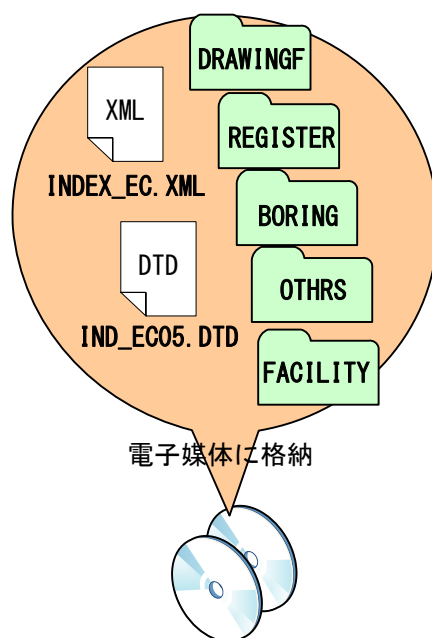 DRAWINGF
XML
REGISTER
INDEX_EC.XML
BORING
DTD
OTHRS
IND_EC05.DTD
FACILITY
電子媒体に格納